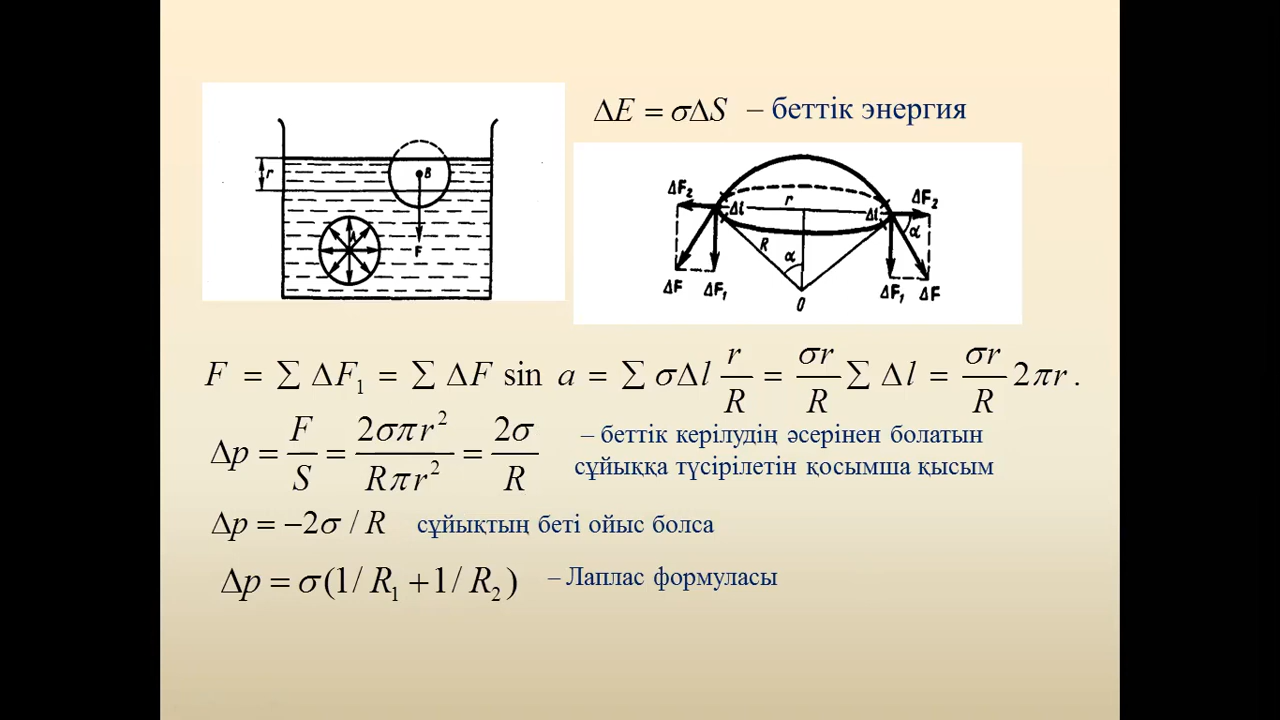 ΔE = σΔS – беттік энергия
r
B
A
F
ΔF₂ Δl r Δl ΔF₂
R α α
ΔF ΔF₁ O ΔF₁ ΔF
F = ∑ ΔF₁ = ∑ ΔF sin a = ∑ σΔl r/R = σr/R ∑ Δl = σr/R 2πr.
Δp = F/S = 2σπr²/Rπr² = 2σ/R – беттік керілудің әсерінен болатын
сұйыққа түсірілетін қосымша қысым
Δp = −2σ / R сұйықтың беті ойыс болса
Δp = σ(1/ R₁ +1/ R₂) – Лаплас формуласы